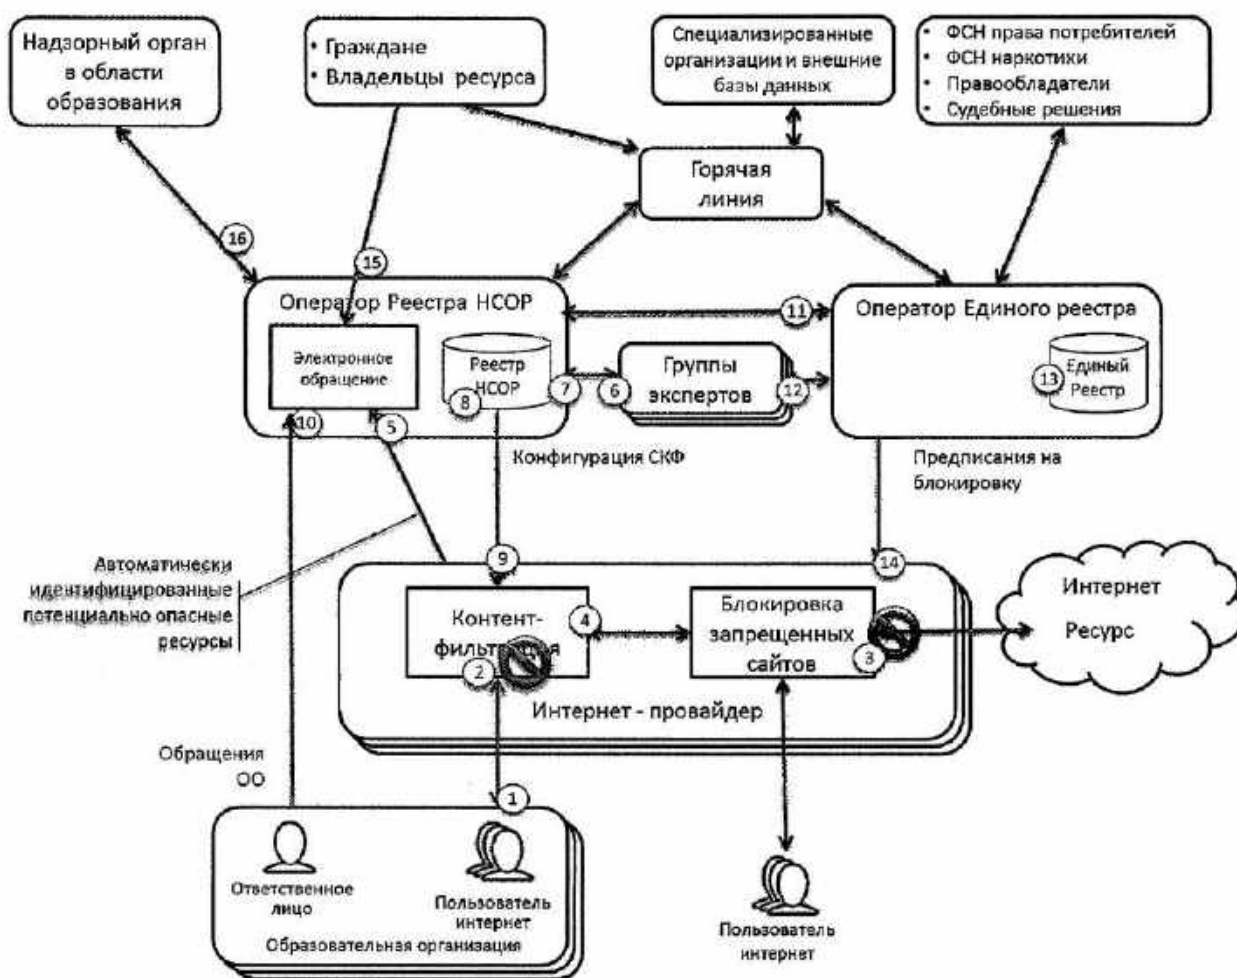 Надзорный орган
в области
образования
• Граждане
• Владельцы ресурса
Специализированные
организации и внешние
базы данных
• ФСН права потребителей
• ФСН наркотики
• Правообладатели
• Судебные решения
Горячая
линия
16
15
Оператор Реестра НСОР
11
Оператор Единого реестра
Электронное
обращение
Реестр
НСОР
8
7
6
Группы
экспертов
12
13
Единый
Реестр
10
5
Конфигурация СКФ
Предписания на
блокировку
Автоматически
идентифицированные
потенциально опасные
ресурсы
9
14
Контент-
фильтрация
2
4
Блокировка
запрещенных
сайтов
3
Интернет
Ресурс
Интернет - провайдер
Обращения
ОО
1
Ответственное
лицо
Пользователь
интернет
Образовательная организация
Пользователь
интернет